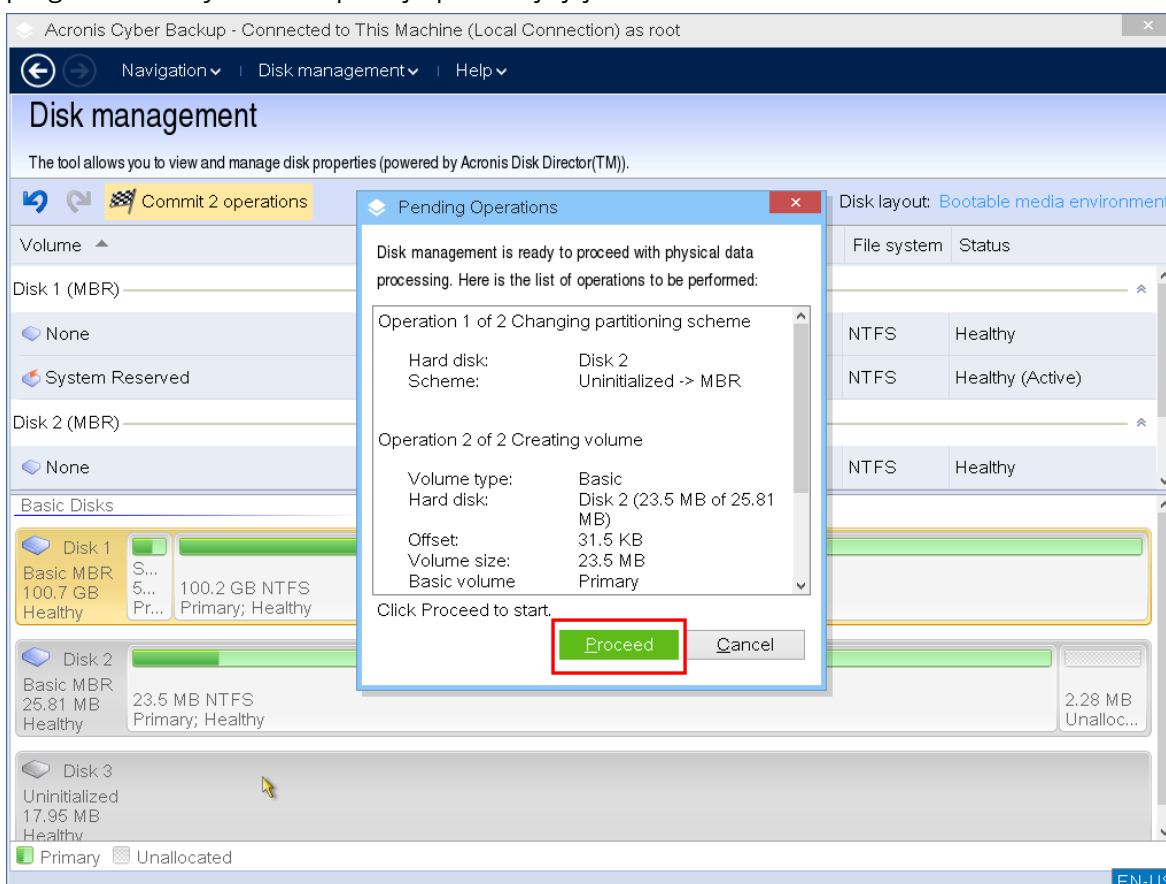 Acronis Cyber Backup - Connected to This Machine (Local Connection) as root
Navigation Disk management Help
Disk management
The tool allows you to view and manage disk properties (powered by Acronis Disk Director(TM)).
Commit 2 operations
Disk layout: Bootable media environment
Volume
File system Status
Disk 1 (MBR)
None
NTFS Healthy
System Reserved
NTFS Healthy (Active)
Disk 2 (MBR)
None
NTFS Healthy
Pending Operations
Disk management is ready to proceed with physical data
processing. Here is the list of operations to be performed:
Operation 1 of 2 Changing partitioning scheme
Hard disk: Disk 2
Scheme: Uninitialized -> MBR
Operation 2 of 2 Creating volume
Volume type: Basic
Hard disk: Disk 2 (23.5 MB of 25.81
MB)
Offset: 31.5 KB
Volume size: 23.5 MB
Basic volume Primary
Click Proceed to start.
Proceed Cancel
Basic Disks
Disk 1
Basic MBR
100.7 GB
Healthy
S...
5...
Pr...
100.2 GB NTFS
Primary; Healthy
Disk 2
Basic MBR
25.81 MB
Healthy
23.5 MB NTFS
Primary; Healthy
2.28 MB
Unalloc...
Disk 3
Uninitialized
17.95 MB
Healthy
Primary Unallocated
EN-US